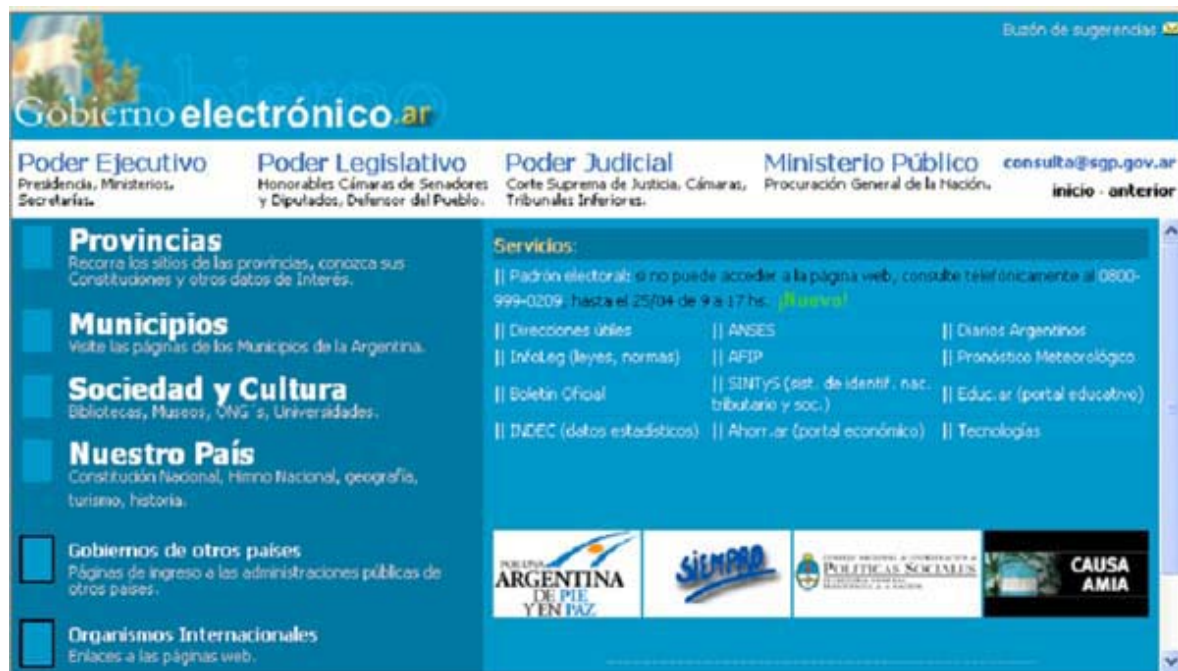 Buzón de sugerencias
Gobierno electrónico.ar
Poder Ejecutivo
Presidencia, Ministerios,
Secretarías.
Poder Legislativo
Honorables Cámaras de Senadores
y Diputados, Defensor del Pueblo.
Poder Judicial
Corte Suprema de Justicia, Cámaras,
Tribunales Inferiores.
Ministerio Público
Procuración General de la Nación.
consulta@sgp.gov.ar
inicio - anterior
Provincias
Recorra los sitios de las provincias, conozca sus
Constituciones y otros datos de Interés.
Municipios
Visite las páginas de los Municipios de la Argentina.
Sociedad y Cultura
Bibliotecas, Museos, ONG´s, Universidades.
Nuestro País
Constitución Nacional, Himno Nacional, geografía,
turismo, historia.
Gobiernos de otros países
Páginas de ingreso a las administraciones públicas de
otros países.
Organismos Internacionales
Enlaces a las páginas web.
Servicios:
|| Padrón electoral: si no puede acceder a la página web, consulte telefónicamente al 0800-
999-0209, hasta el 25/04 de 9 a 17 hs. ¡Nuevo!
|| Direcciones útiles || ANSES || Diarios Argentinos
|| InfoLeg (leyes, normas) || AFIP || Pronóstico Meteorológico
|| Boletín Oficial || SINTyS (sist. de identif. nac.
tributario y soc.) || Educ.ar (portal educativo)
|| INDEC (datos estadísticos) || Ahorr.ar (portal económico) || Tecnologías
POR UNA
ARGENTINA
DE PIE
Y EN PAZ
SIEMPRO
POLITICAS SOCIALES
CAUSA
AMIA